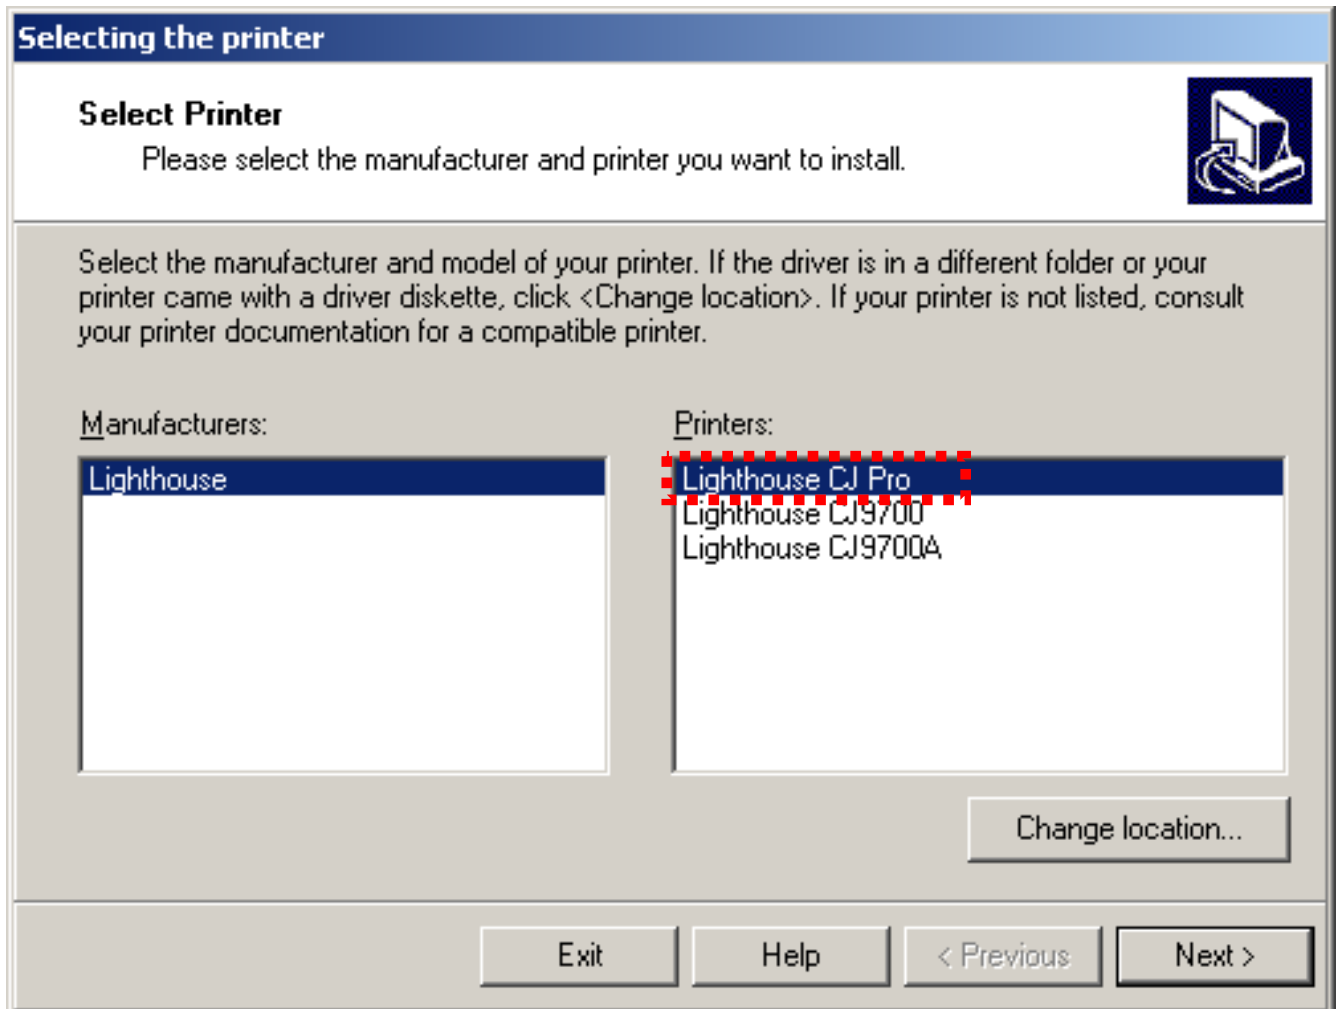 Selecting the printer
Select Printer
Please select the manufacturer and printer you want to install.
Select the manufacturer and model of your printer. If the driver is in a different folder or your
printer came with a driver diskette, click <Change location>. If your printer is not listed, consult
your printer documentation for a compatible printer.
Manufacturers:
Lighthouse
Printers:
Lighthouse CJ Pro
Lighthouse CJ9700
Lighthouse CJ9700A
Change location...
Exit
Help
< Previous
Next >